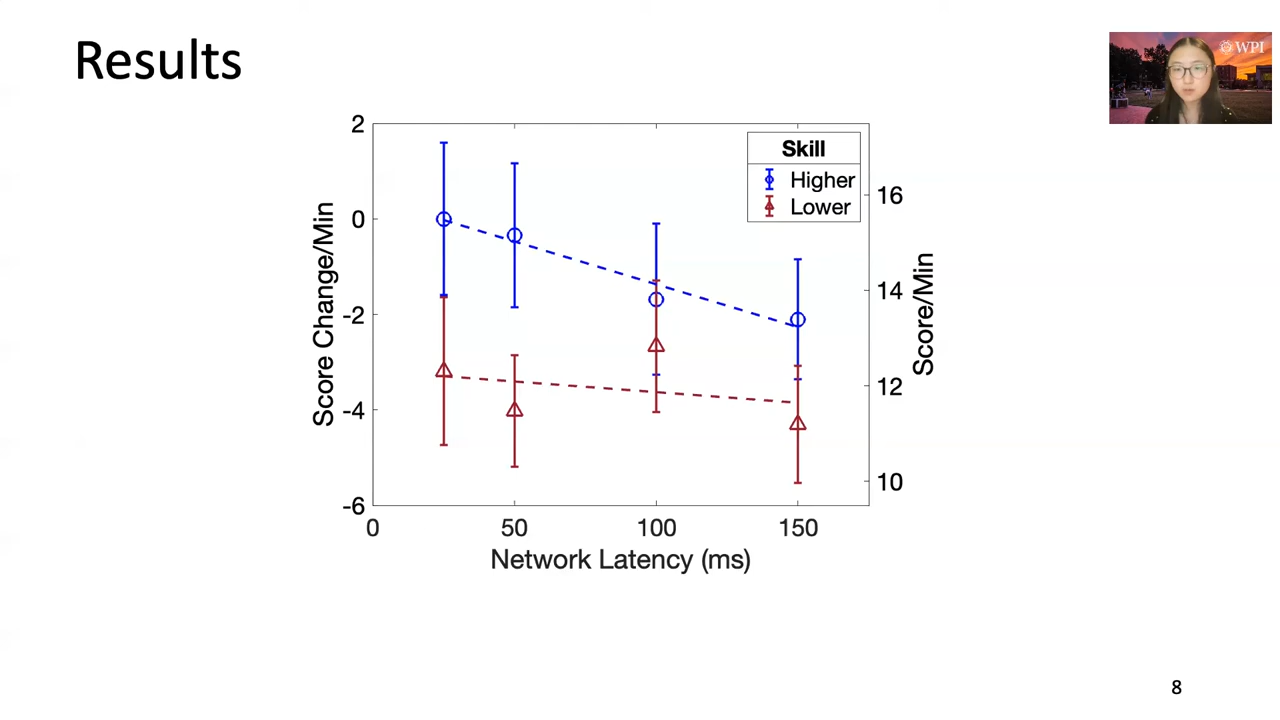 Results
WPI
2
0
-2
-4
-6
Score Change/Min
Skill
Higher
Lower
16
14
12
10
Score/Min
0 50 100 150
Network Latency (ms)
8